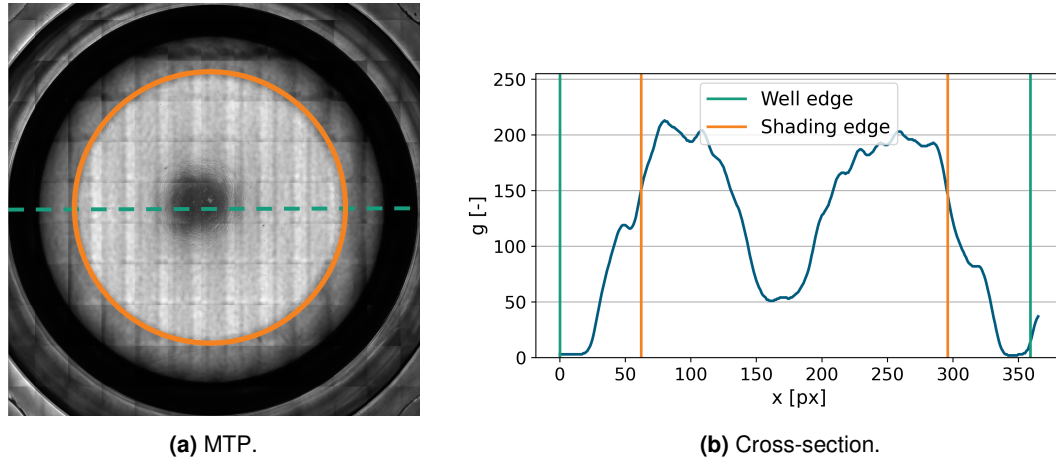 250
200
150
100
50
0
g [-]
Well edge
Shading edge
0 50 100 150 200 250 300 350
x [px]
(a) MTP.
(b) Cross-section.